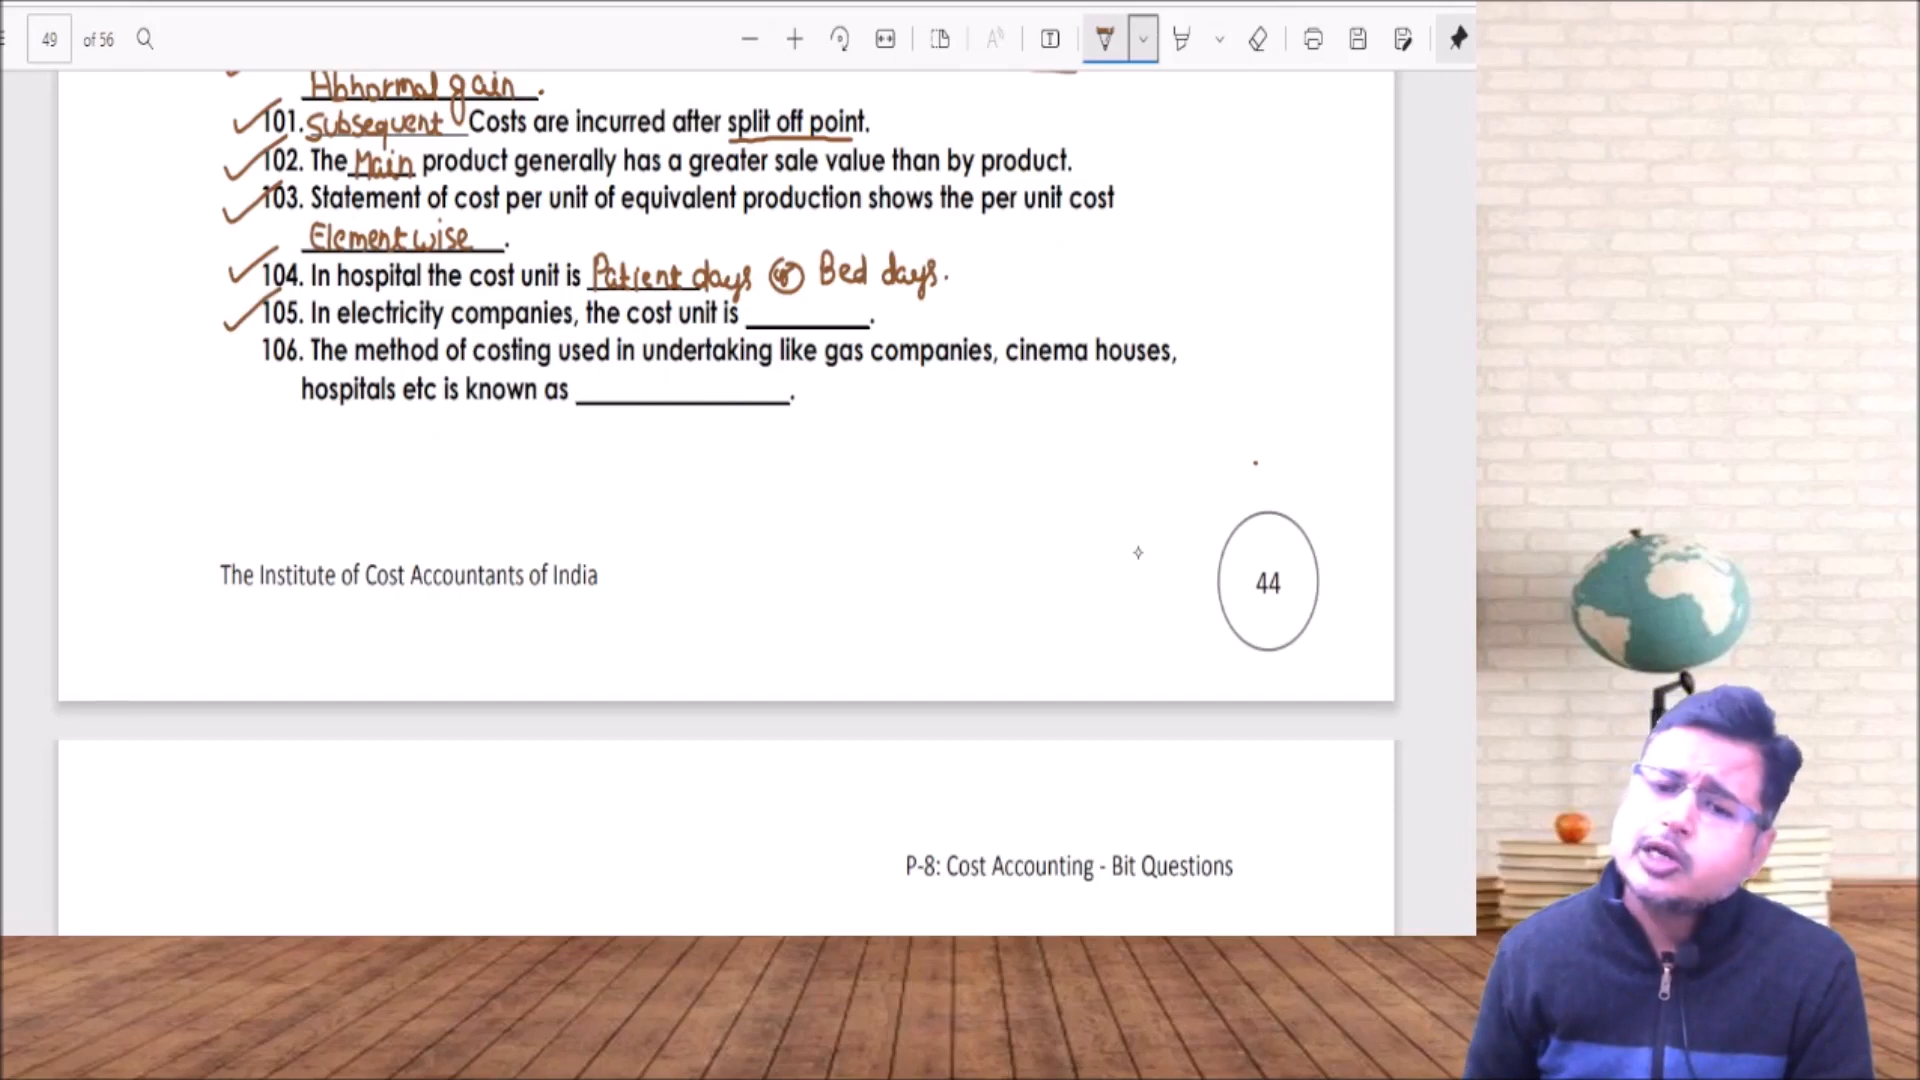 49 of 56
Abnormal gain.
101. Subsequent Costs are incurred after split off point.
102. The Main product generally has a greater sale value than by product.
103. Statement of cost per unit of equivalent production shows the per unit cost
Elementwise.
104. In hospital the cost unit is Patient days or Bed days.
105. In electricity companies, the cost unit is __________.
106. The method of costing used in undertaking like gas companies, cinema houses,
hospitals etc is known as _________________.
The Institute of Cost Accountants of India
44
P-8: Cost Accounting - Bit Questions